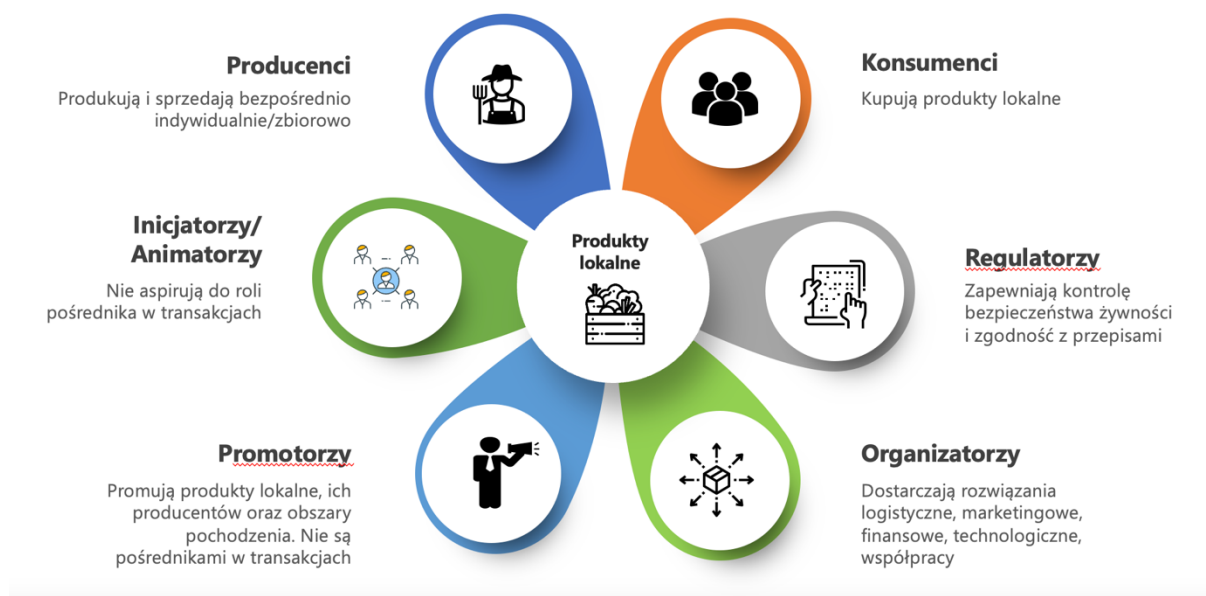 Producenci
Produkują i sprzedają bezpośrednio
indywidualnie/zbiorowo
Konsumenci
Kupują produkty lokalne
Inicjatorzy/
Animatorzy
Nie aspirują do roli
pośrednika w transakcjach
Produkty
lokalne
Regulatorzy
Zapewniają kontrolę
bezpieczeństwa żywności
i zgodność z przepisami
Promotorzy
Promują produkty lokalne, ich
producentów oraz obszary
pochodzenia. Nie są
pośrednikami w transakcjach
Organizatorzy
Dostarczają rozwiązania
logistyczne, marketingowe,
finansowe, technologiczne,
współpracy